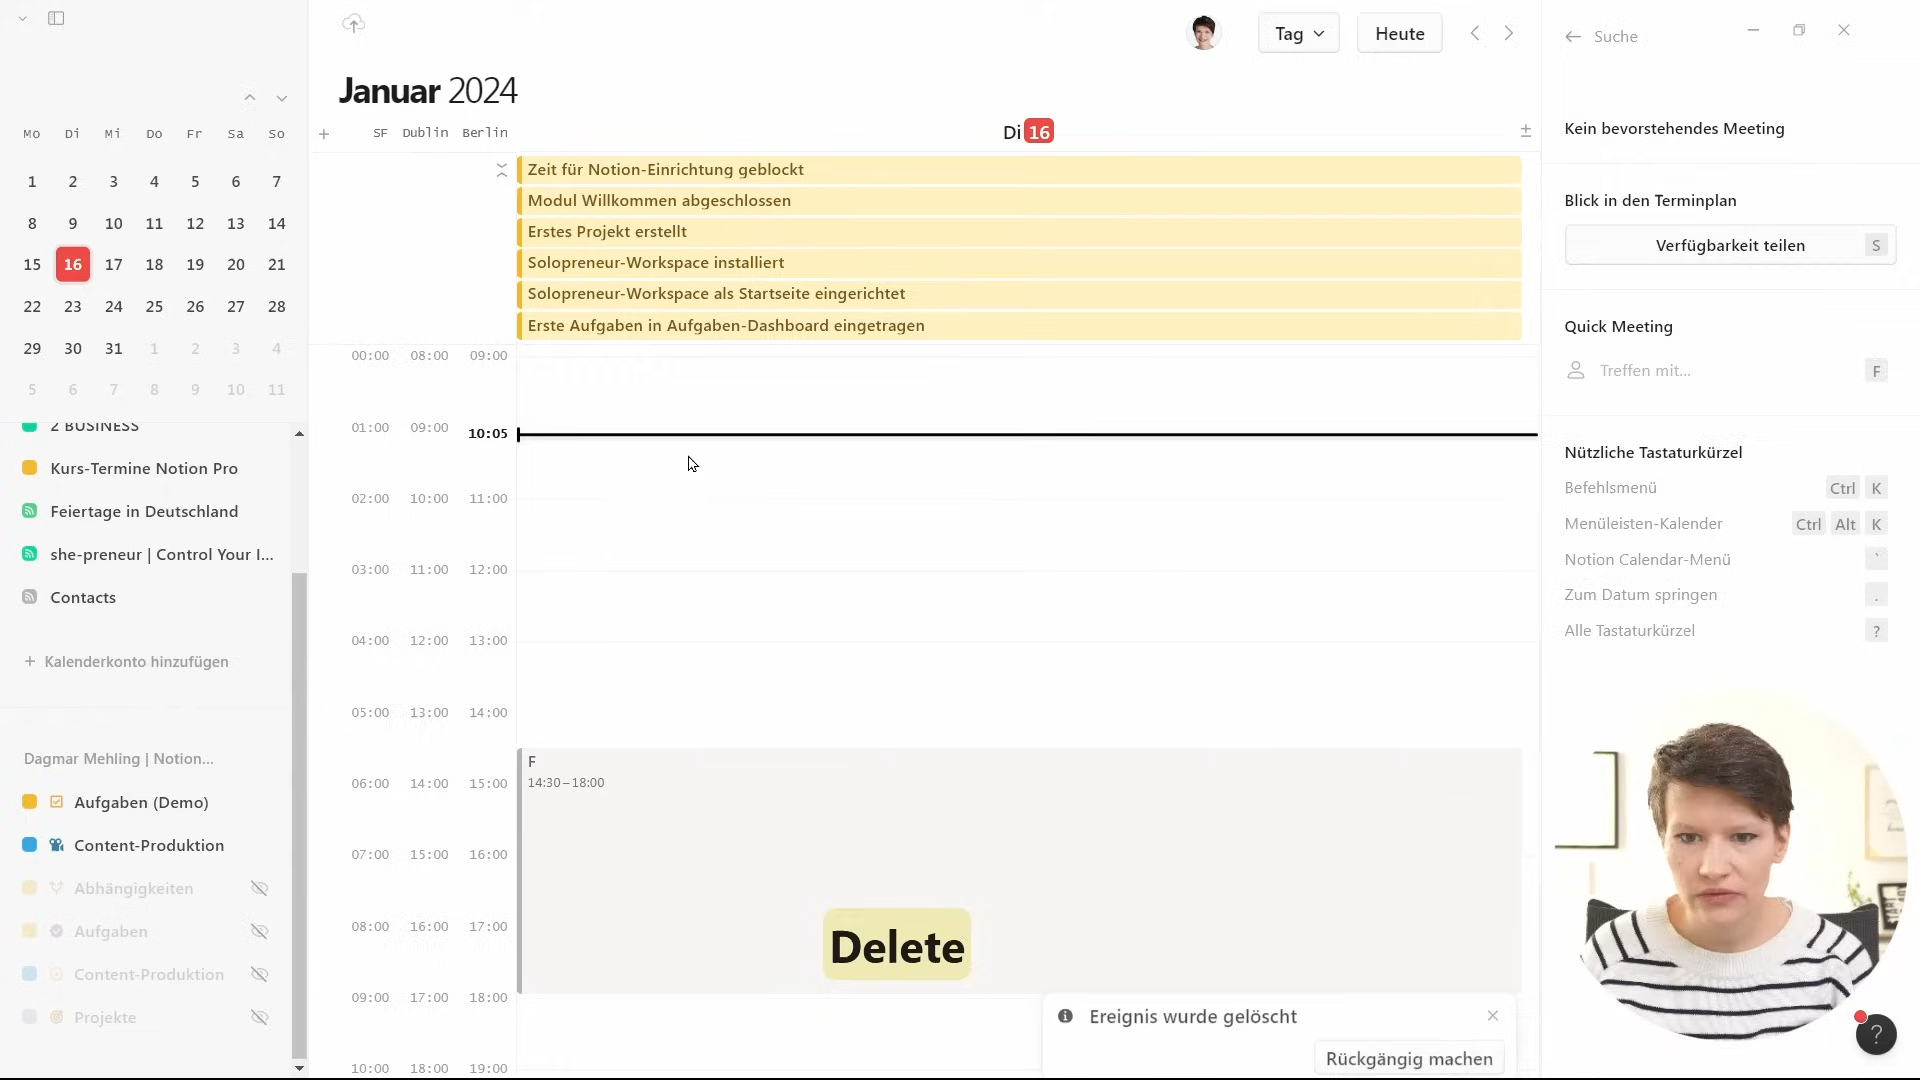 Tag
Heute
Suche
Januar 2024
Mo Di Mi Do Fr Sa So
1 2 3 4 5 6 7
8 9 10 11 12 13 14
15 16 17 18 19 20 21
22 23 24 25 26 27 28
29 30 31 1 2 3 4
5 6 7 8 9 10 11
2 BUSINESS
Kurs-Termine Notion Pro
Feiertage in Deutschland
she-preneur | Control Your I...
Contacts
+ Kalenderkonto hinzufügen
Dagmar Mehling | Notion...
Aufgaben (Demo)
Content-Produktion
Abhängigkeiten
Aufgaben
Content-Produktion
Projekte
+ SF Dublin Berlin
Di 16
Zeit für Notion-Einrichtung geblockt
Modul Willkommen abgeschlossen
Erstes Projekt erstellt
Solopreneur-Workspace installiert
Solopreneur-Workspace als Startseite eingerichtet
Erste Aufgaben in Aufgaben-Dashboard eingetragen
00:00 08:00 09:00
01:00 09:00 10:05
02:00 10:00 11:00
03:00 11:00 12:00
04:00 12:00 13:00
05:00 13:00 14:00
06:00 14:00 15:00
07:00 15:00 16:00
08:00 16:00 17:00
09:00 17:00 18:00
10:00 18:00 19:00
F
14:30–18:00
Delete
Ereignis wurde gelöscht
Rückgängig machen
Kein bevorstehendes Meeting
Blick in den Terminplan
Verfügbarkeit teilen S
Quick Meeting
Treffen mit... F
Nützliche Tastaturkürzel
Befehlsmenü Ctrl K
Menüleisten-Kalender Ctrl Alt K
Notion Calendar-Menü `
Zum Datum springen .
Alle Tastaturkürzel ?
?